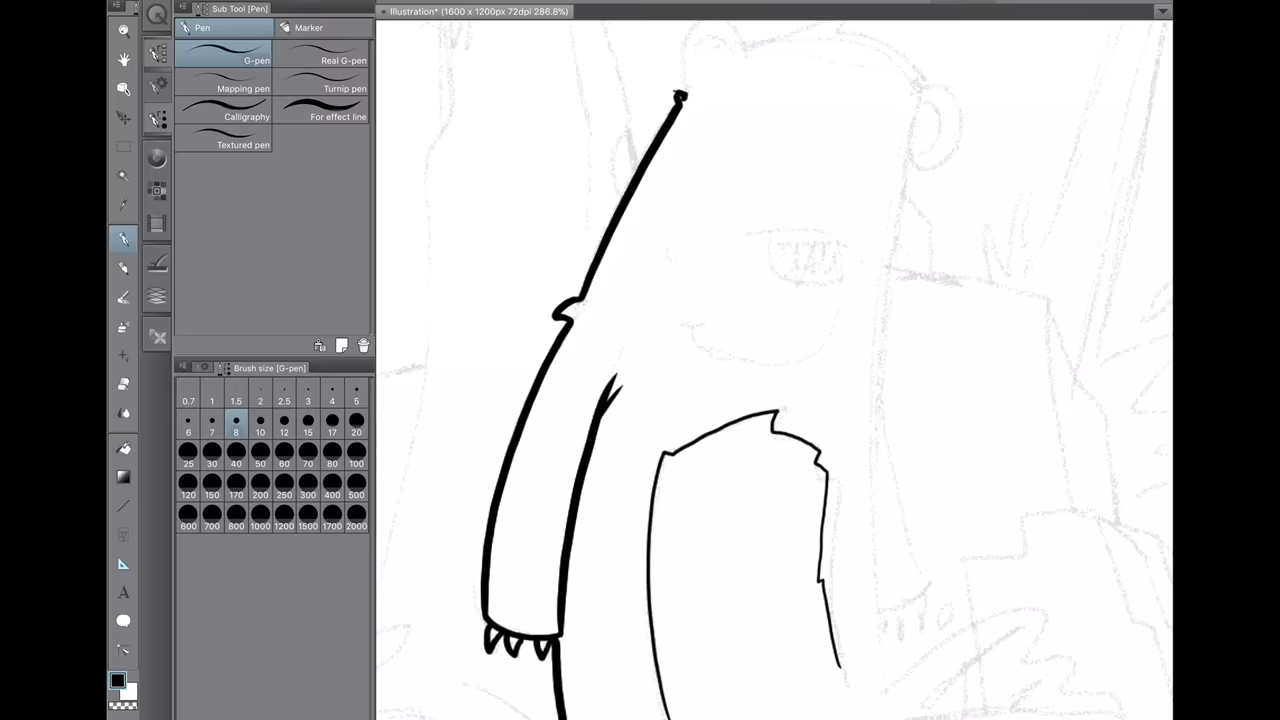 Sub Tool [Pen]
Illustration* (1600 x 1200px 72dpi 286.8%)
Pen
Marker
G-pen
Real G-pen
Mapping pen
Turnip pen
Calligraphy
For effect line
Textured pen
Brush size [G-pen]
0.7 1 1.5 2 2.5 3 4 5
6 7 8 10 12 15 17 20
25 30 40 50 60 70 80 100
120 150 170 200 250 300 400 500
600 700 800 1000 1200 1500 1700 2000